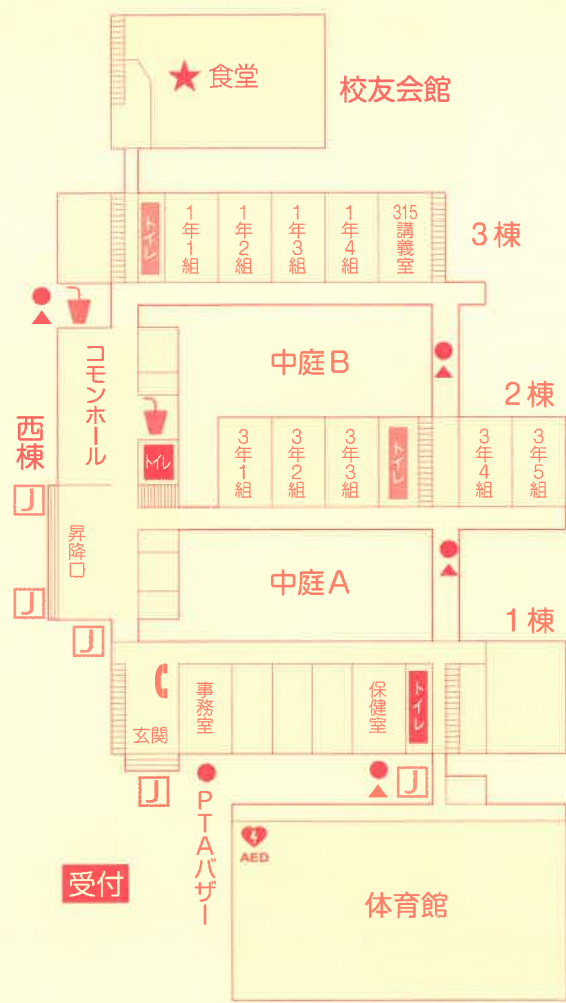 食堂
校友会館
トイレ
1年1組
1年2組
1年3組
1年4組
315講義室
3棟
コモンホール
中庭B
2棟
西棟
トイレ
3年1組
3年2組
3年3組
トイレ
3年4組
3年5組
J
昇降口
中庭A
J
J
1棟
事務室
保健室
トイレ
玄関
J
J
PTAバザー
AED
受付
体育館